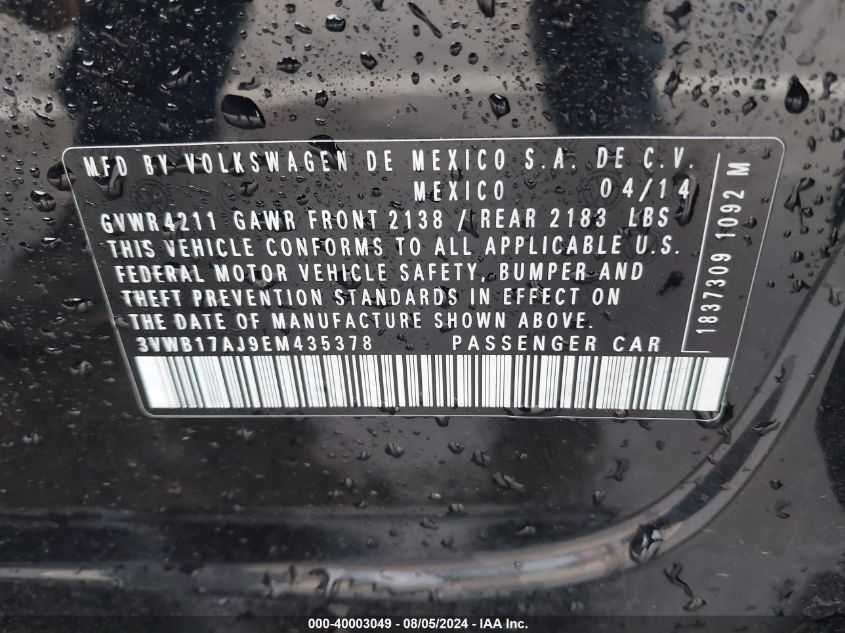 MFD BY VOLKSWAGEN DE MEXICO S.A. DE C.V.
MEXICO 04/14
GVWR4211 GAWR FRONT 2138 / REAR 2183 LBS
THIS VEHICLE CONFORMS TO ALL APPLICABLE U.S.
FEDERAL MOTOR VEHICLE SAFETY, BUMPER AND
THEFT PREVENTION STANDARDS IN EFFECT ON
THE DATE OF MANUFACTURE SHOWN ABOVE.
3VWB17AJ9EM435378 PASSENGER CAR
1837309 1092 M
000-40003049 - 08/05/2024 - IAA Inc.